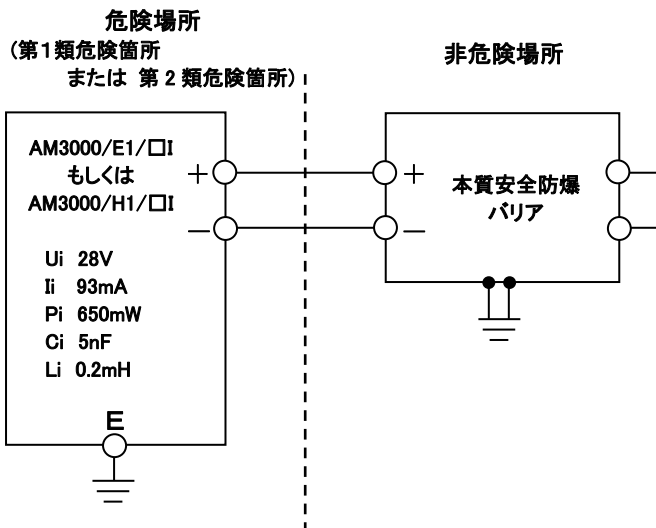 危険場所
(第1類危険箇所
または 第2類危険箇所)
非危険場所
AM3000/E1/□I
もしくは
AM3000/H1/□I
Ui 28V
Ii 93mA
Pi 650mW
Ci 5nF
Li 0.2mH
+
−
E
+
−
本質安全防爆
バリア